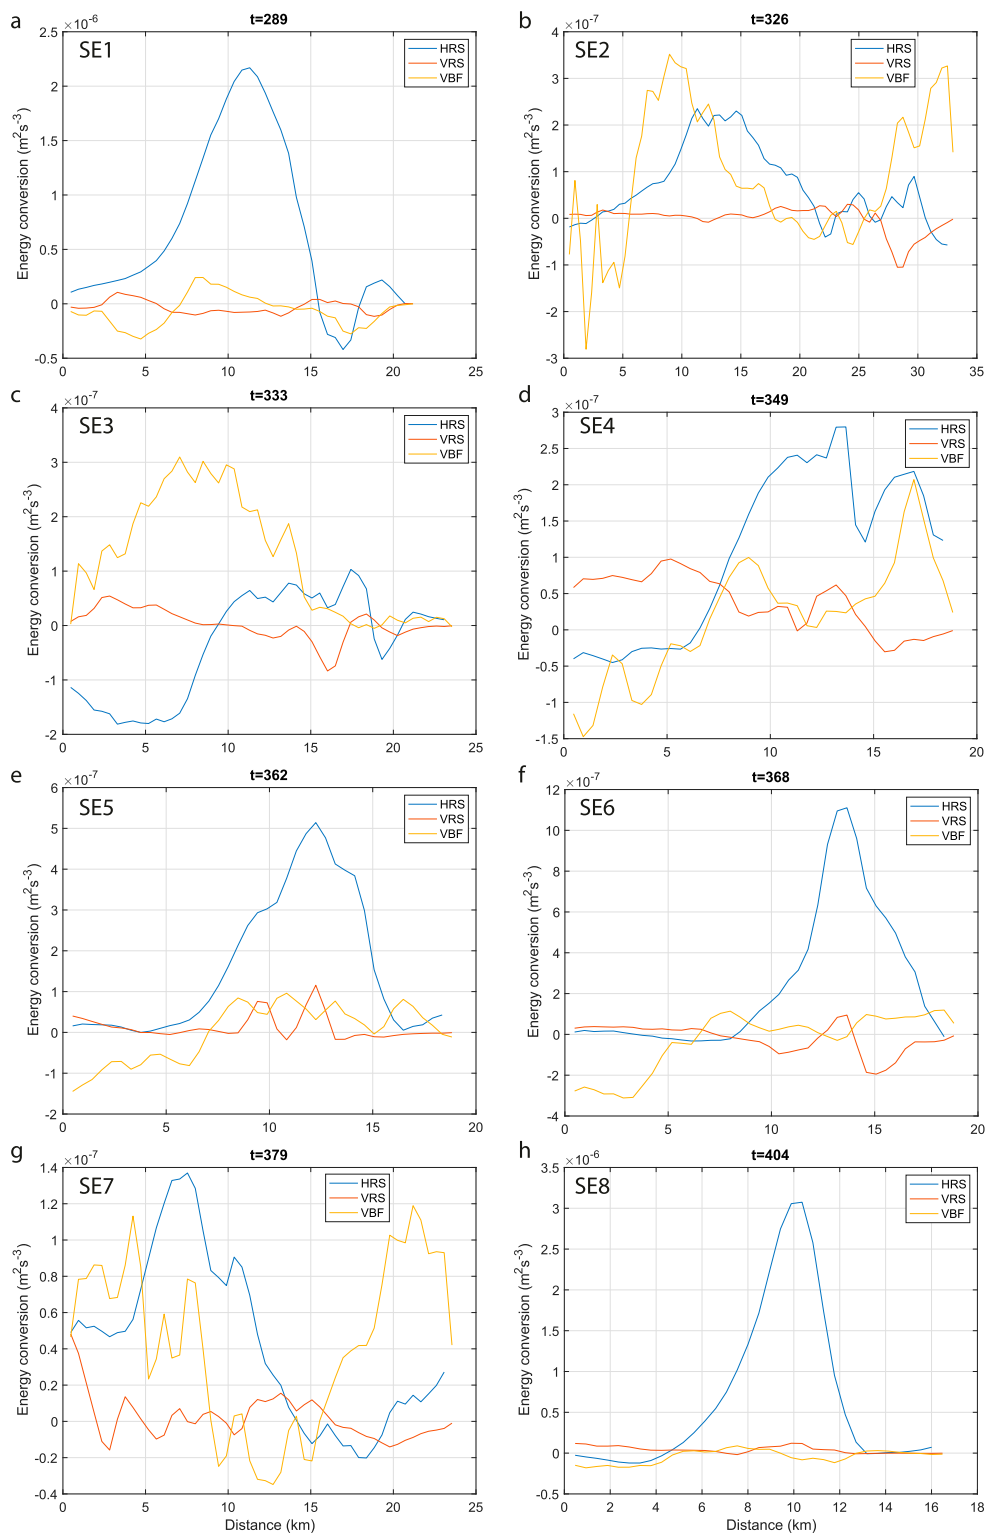 a
t=289
×10⁻⁶
SE1
HRS
VRS
VBF
2.5
2
1.5
1
0.5
0
-0.5
Energy conversion (m²s⁻³)
0 5 10 15 20 25
b
t=326
×10⁻⁷
SE2
HRS
VRS
VBF
4
3
2
1
0
-1
-2
-3
Energy conversion (m²s⁻³)
0 5 10 15 20 25 30 35
c
t=333
×10⁻⁷
SE3
HRS
VRS
VBF
4
3
2
1
0
-1
-2
Energy conversion (m²s⁻³)
0 5 10 15 20 25
d
t=349
×10⁻⁷
SE4
HRS
VRS
VBF
3
2.5
2
1.5
1
0.5
0
-0.5
-1
-1.5
Energy conversion (m²s⁻³)
0 5 10 15 20
e
t=362
×10⁻⁷
SE5
HRS
VRS
VBF
6
5
4
3
2
1
0
-1
-2
Energy conversion (m²s⁻³)
0 5 10 15 20
f
t=368
×10⁻⁷
SE6
HRS
VRS
VBF
12
10
8
6
4
2
0
-2
-4
Energy conversion (m²s⁻³)
0 5 10 15 20
g
t=379
×10⁻⁷
SE7
HRS
VRS
VBF
1.4
1.2
1
0.8
0.6
0.4
0.2
0
-0.2
-0.4
Energy conversion (m²s⁻³)
0 5 10 15 20 25
Distance (km)
h
t=404
×10⁻⁶
SE8
HRS
VRS
VBF
3.5
3
2.5
2
1.5
1
0.5
0
-0.5
Energy conversion (m²s⁻³)
0 2 4 6 8 10 12 14 16 18
Distance (km)